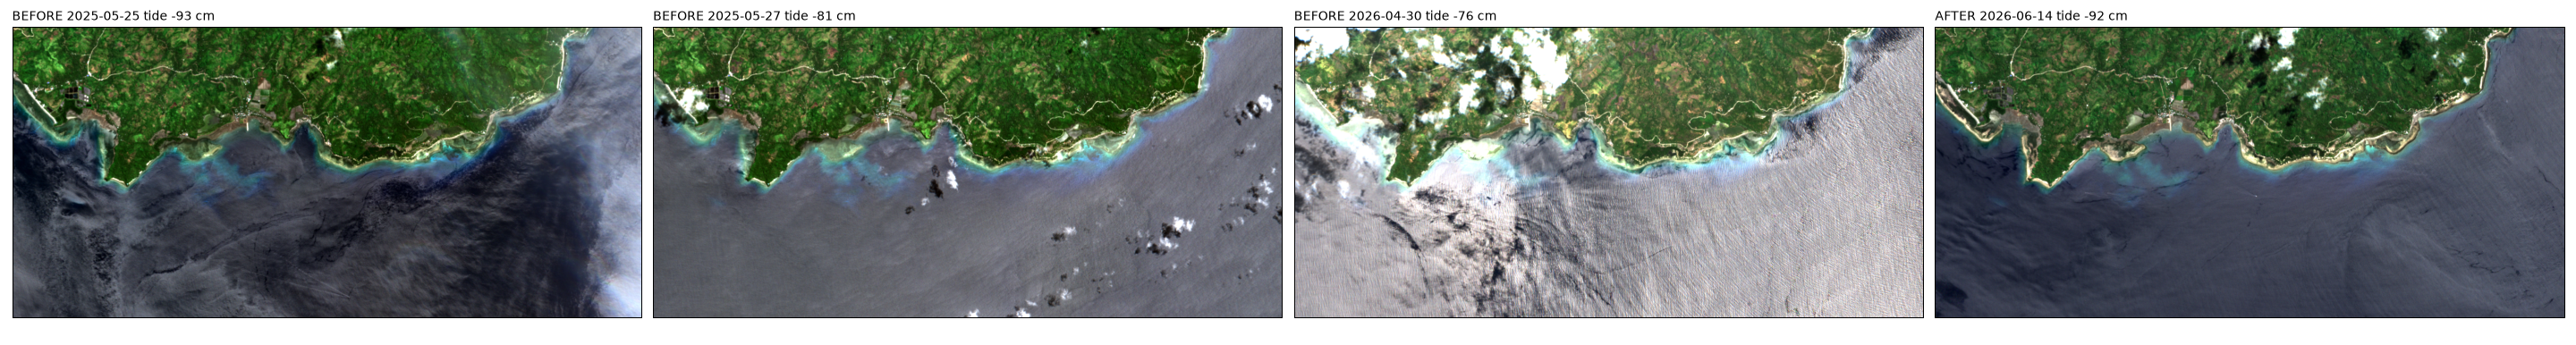 BEFORE 2025-05-25 tide -93 cm
BEFORE 2025-05-27 tide -81 cm
BEFORE 2026-04-30 tide -76 cm
AFTER 2026-06-14 tide -92 cm